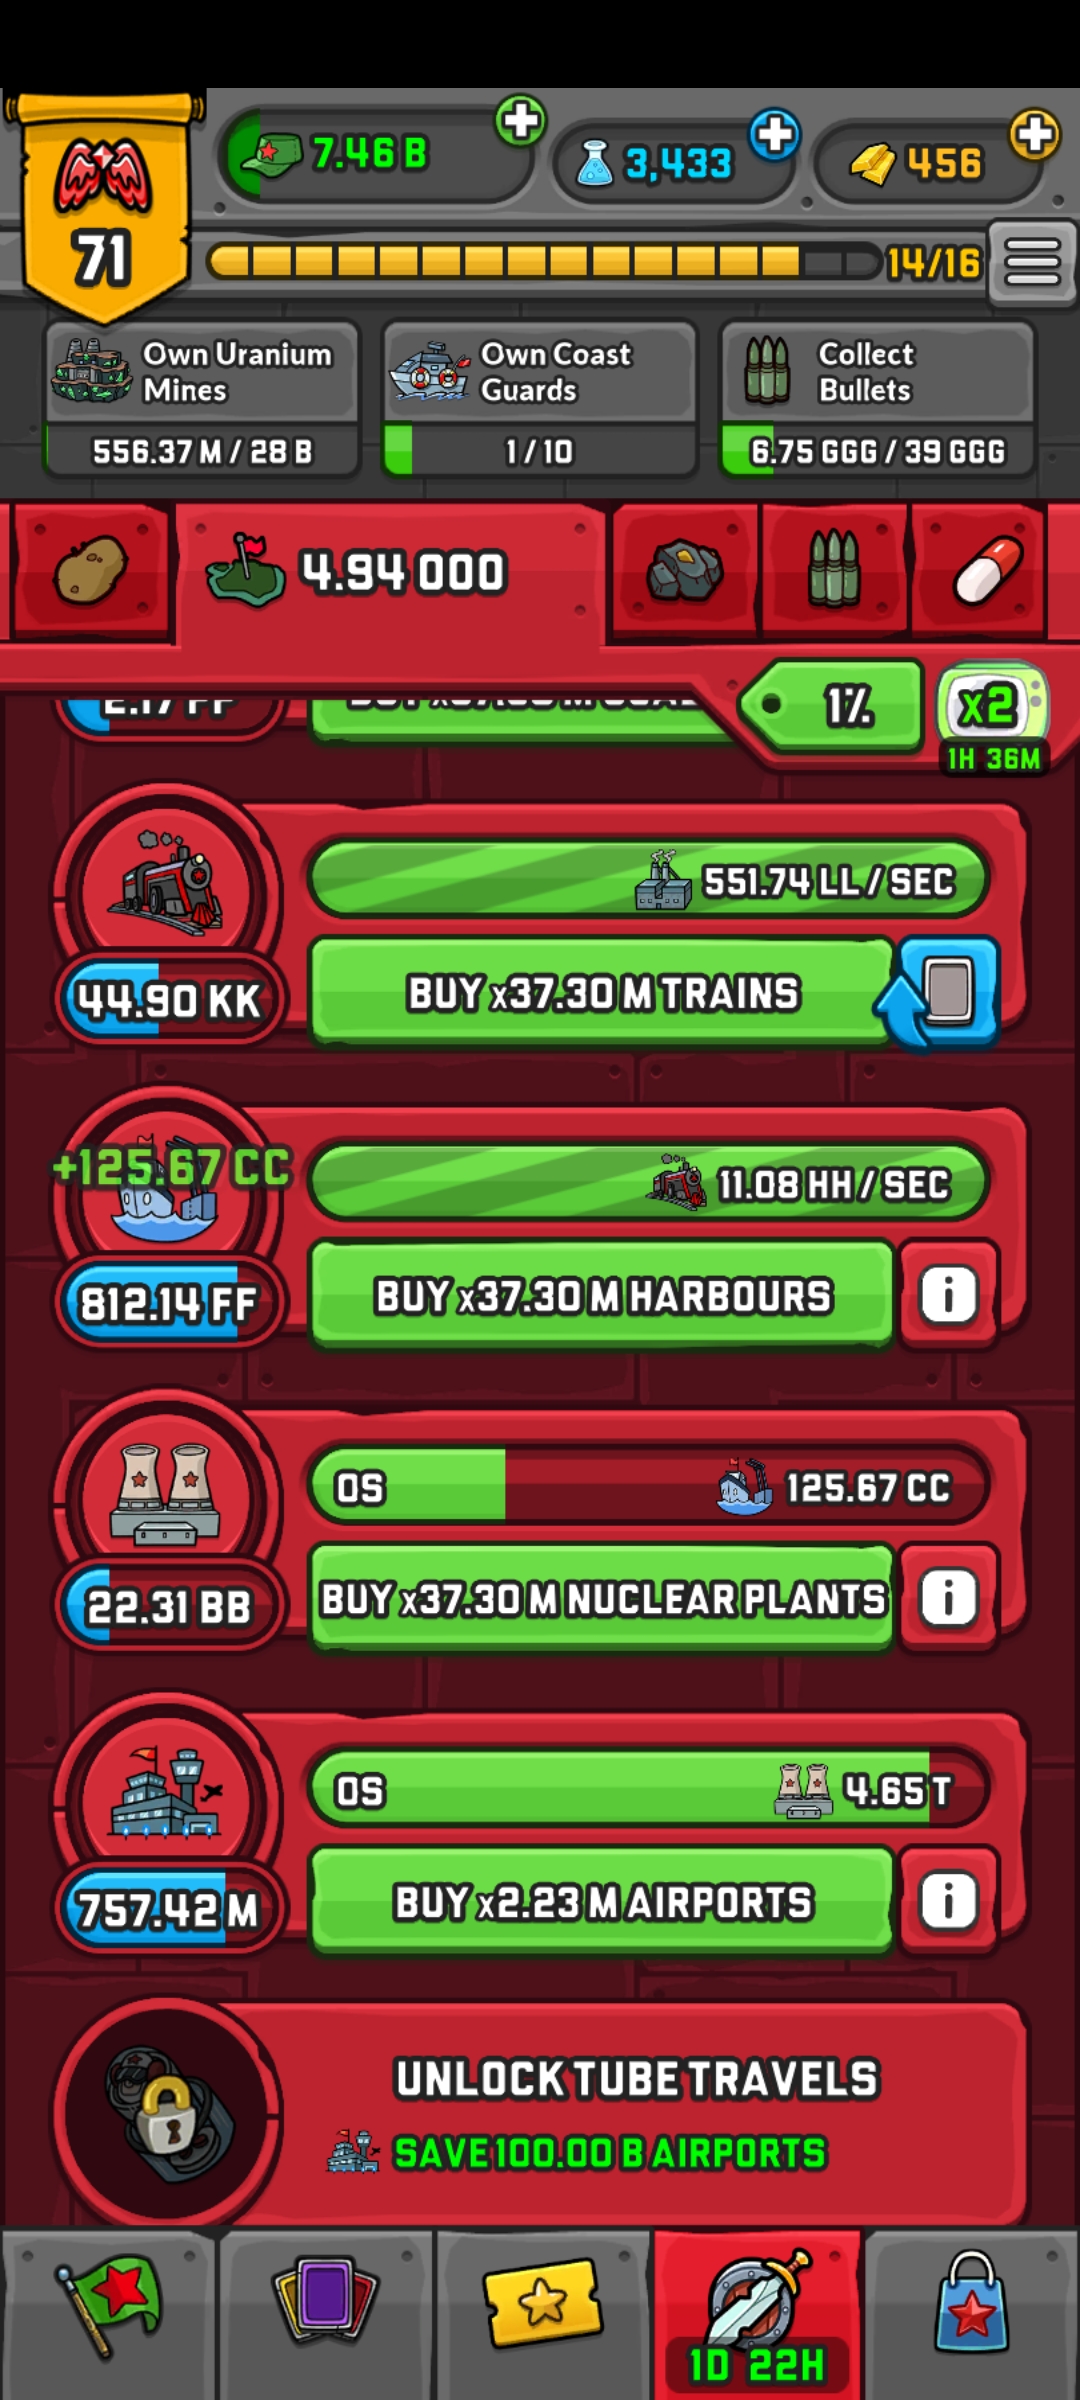 7.46 B
3,433
456
71
14/16
Own Uranium Mines
556.37 M / 28 B
Own Coast Guards
1 / 10
Collect Bullets
6.75 GGG / 39 GGG
4.94 000
1%
x2
1H 36M
2.17 FF
551.74 LL / SEC
44.90 KK
BUY x37.30 M TRAINS
+125.67 CC
11.08 HH / SEC
812.14 FF
BUY x37.30 M HARBOURS
i
0S
125.67 CC
22.31 BB
BUY x37.30 M NUCLEAR PLANTS
i
0S
4.65 T
757.42 M
BUY x2.23 M AIRPORTS
i
UNLOCK TUBE TRAVELS
SAVE 100.00 B AIRPORTS
1D 22H